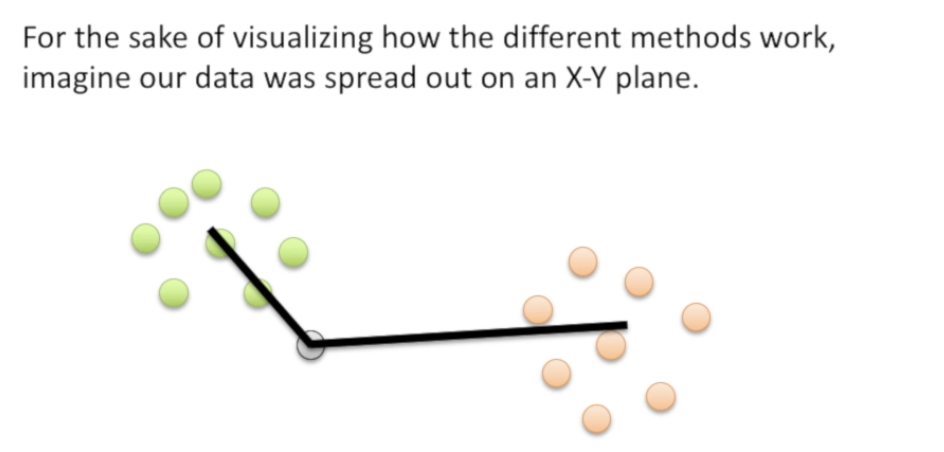 For the sake of visualizing how the different methods work,
imagine our data was spread out on an X-Y plane.